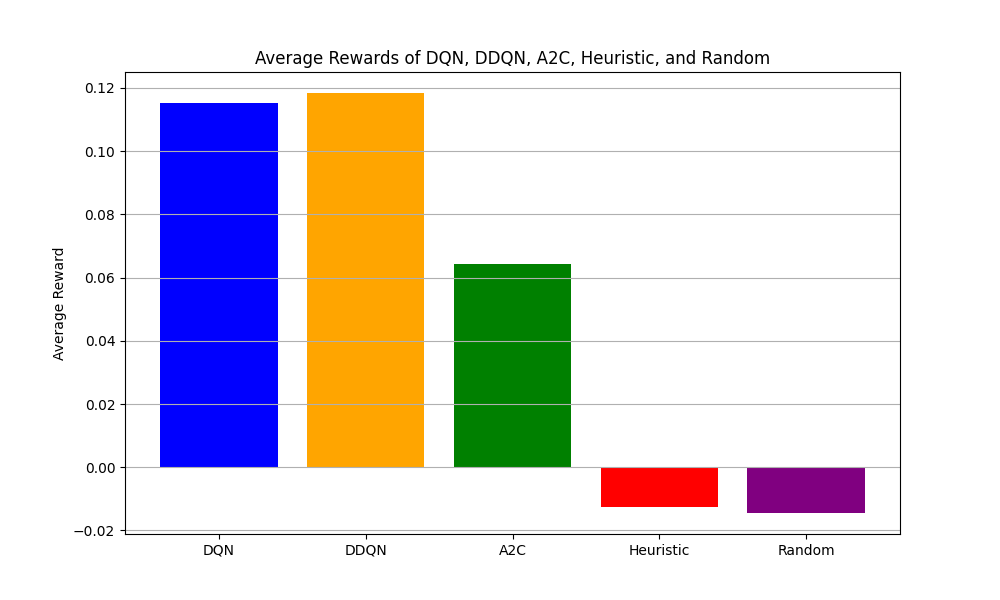 Average Rewards of DQN, DDQN, A2C, Heuristic, and Random
Average Reward
0.12
0.10
0.08
0.06
0.04
0.02
0.00
−0.02
DQN DDQN A2C Heuristic Random